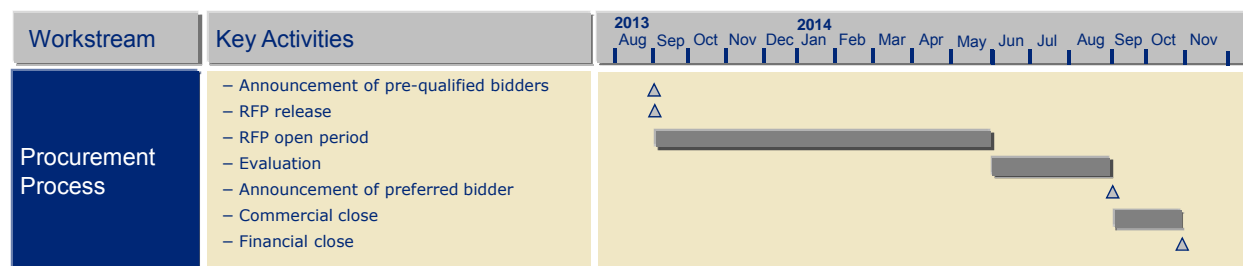 Workstream
Key Activities
2013 2014
Aug Sep Oct Nov Dec Jan Feb Mar Apr May Jun Jul Aug Sep Oct Nov
Procurement
Process
– Announcement of pre-qualified bidders
– RFP release
– RFP open period
– Evaluation
– Announcement of preferred bidder
– Commercial close
– Financial close